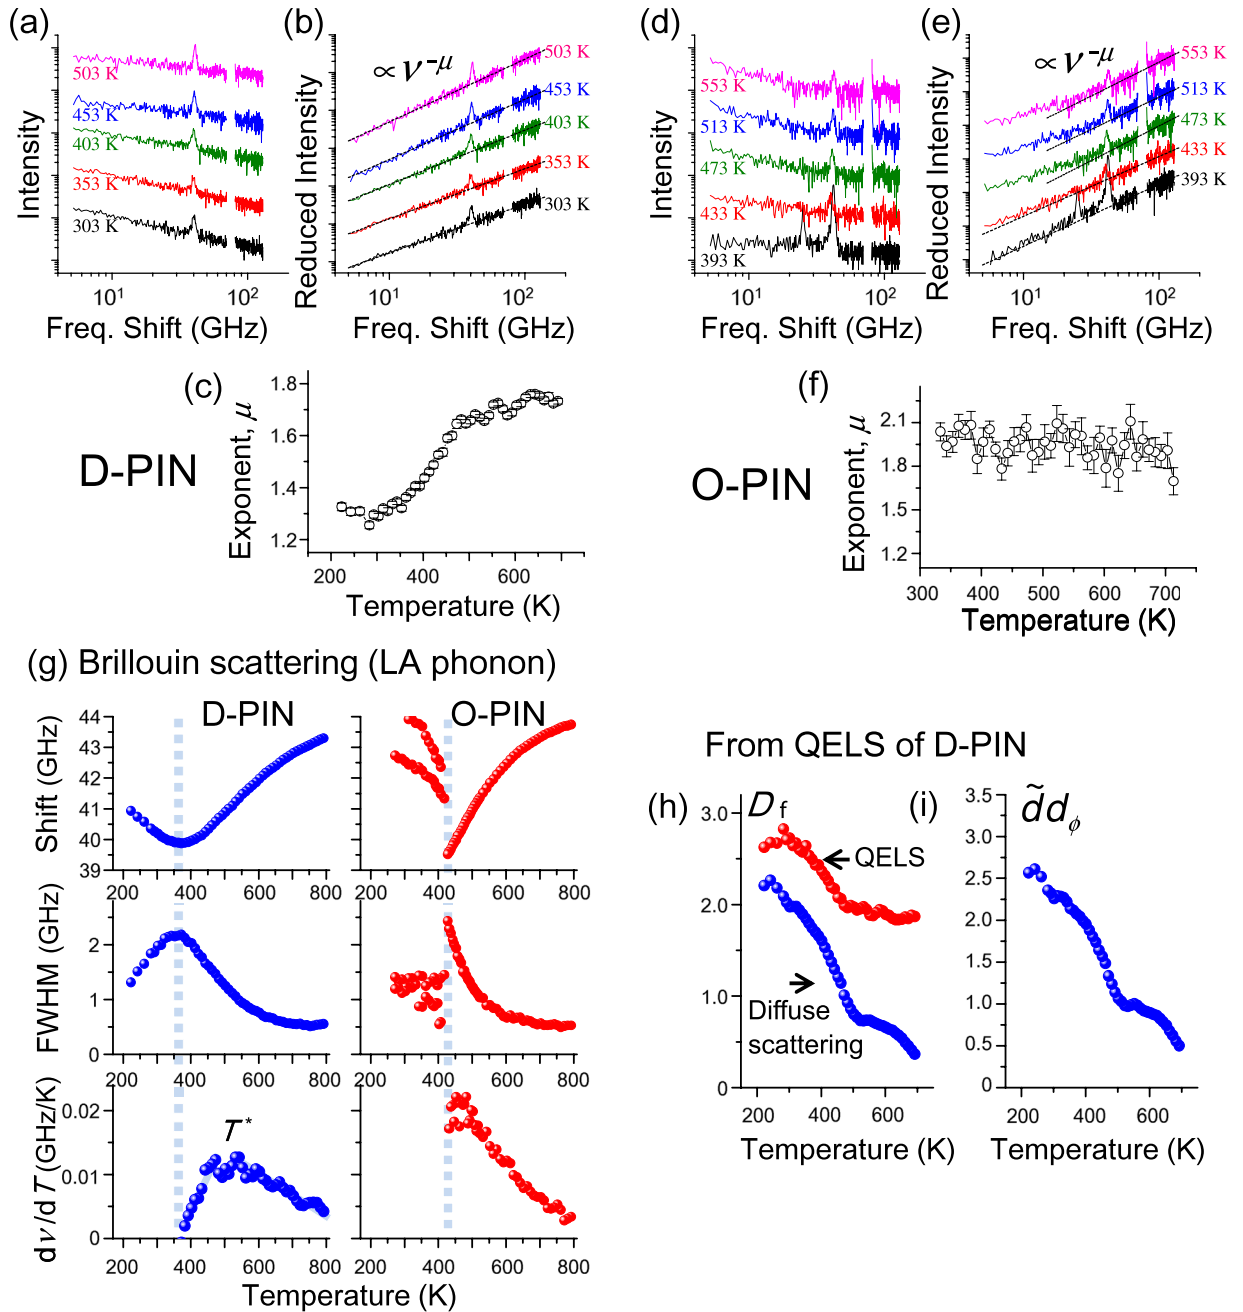 (a)
(b)
(d)
(e)
503 K
453 K
403 K
353 K
303 K
Intensity
10¹
10²
Freq. Shift (GHz)
∝ν^-μ
503 K
453 K
403 K
353 K
303 K
Reduced Intensity
10¹
10²
Freq. Shift (GHz)
553 K
513 K
473 K
433 K
393 K
Intensity
10¹
10²
Freq. Shift (GHz)
∝ν^-μ
553 K
513 K
473 K
433 K
393 K
Reduced Intensity
10¹
10²
Freq. Shift (GHz)
(c)
D-PIN
Exponent, μ
1.8
1.6
1.4
1.2
200 400 600
Temperature (K)
(f)
O-PIN
Exponent, μ
2.1
1.8
1.5
1.2
300 400 500 600 700
Temperature (K)
(g) Brillouin scattering (LA phonon)
D-PIN
O-PIN
Shift (GHz)
44
43
42
41
40
39
200 400 600 800
200 400 600 800
FWHM (GHz)
2
1
0
200 400 600 800
200 400 600 800
dν/dT (GHz/K)
0.02
0.01
0
T*
200 400 600 800
200 400 600 800
Temperature (K)
From QELS of D-PIN
(h)
D_f
3.0
2.0
1.0
0
QELS
Diffuse
scattering
200 400 600
Temperature (K)
(i)
d̃d_ϕ
3.5
3.0
2.5
2.0
1.5
1.0
0.5
0
200 400 600
Temperature (K)